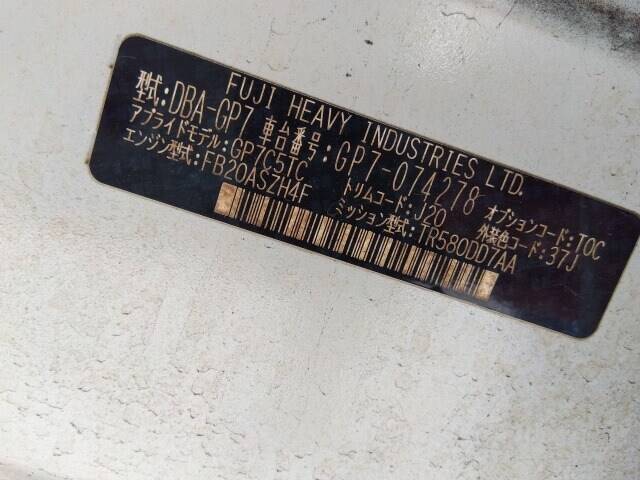 FUJI HEAVY INDUSTRIES LTD.
型式:DBA-GP7 車台番号:GP7-074278
アプライドモデル:GP7C5TC トリムコード:J20 オプションコード:TOC
エンジン型式:FB20ASZH4F ミッション型式:TR580DD7AA 外装色コード:37J